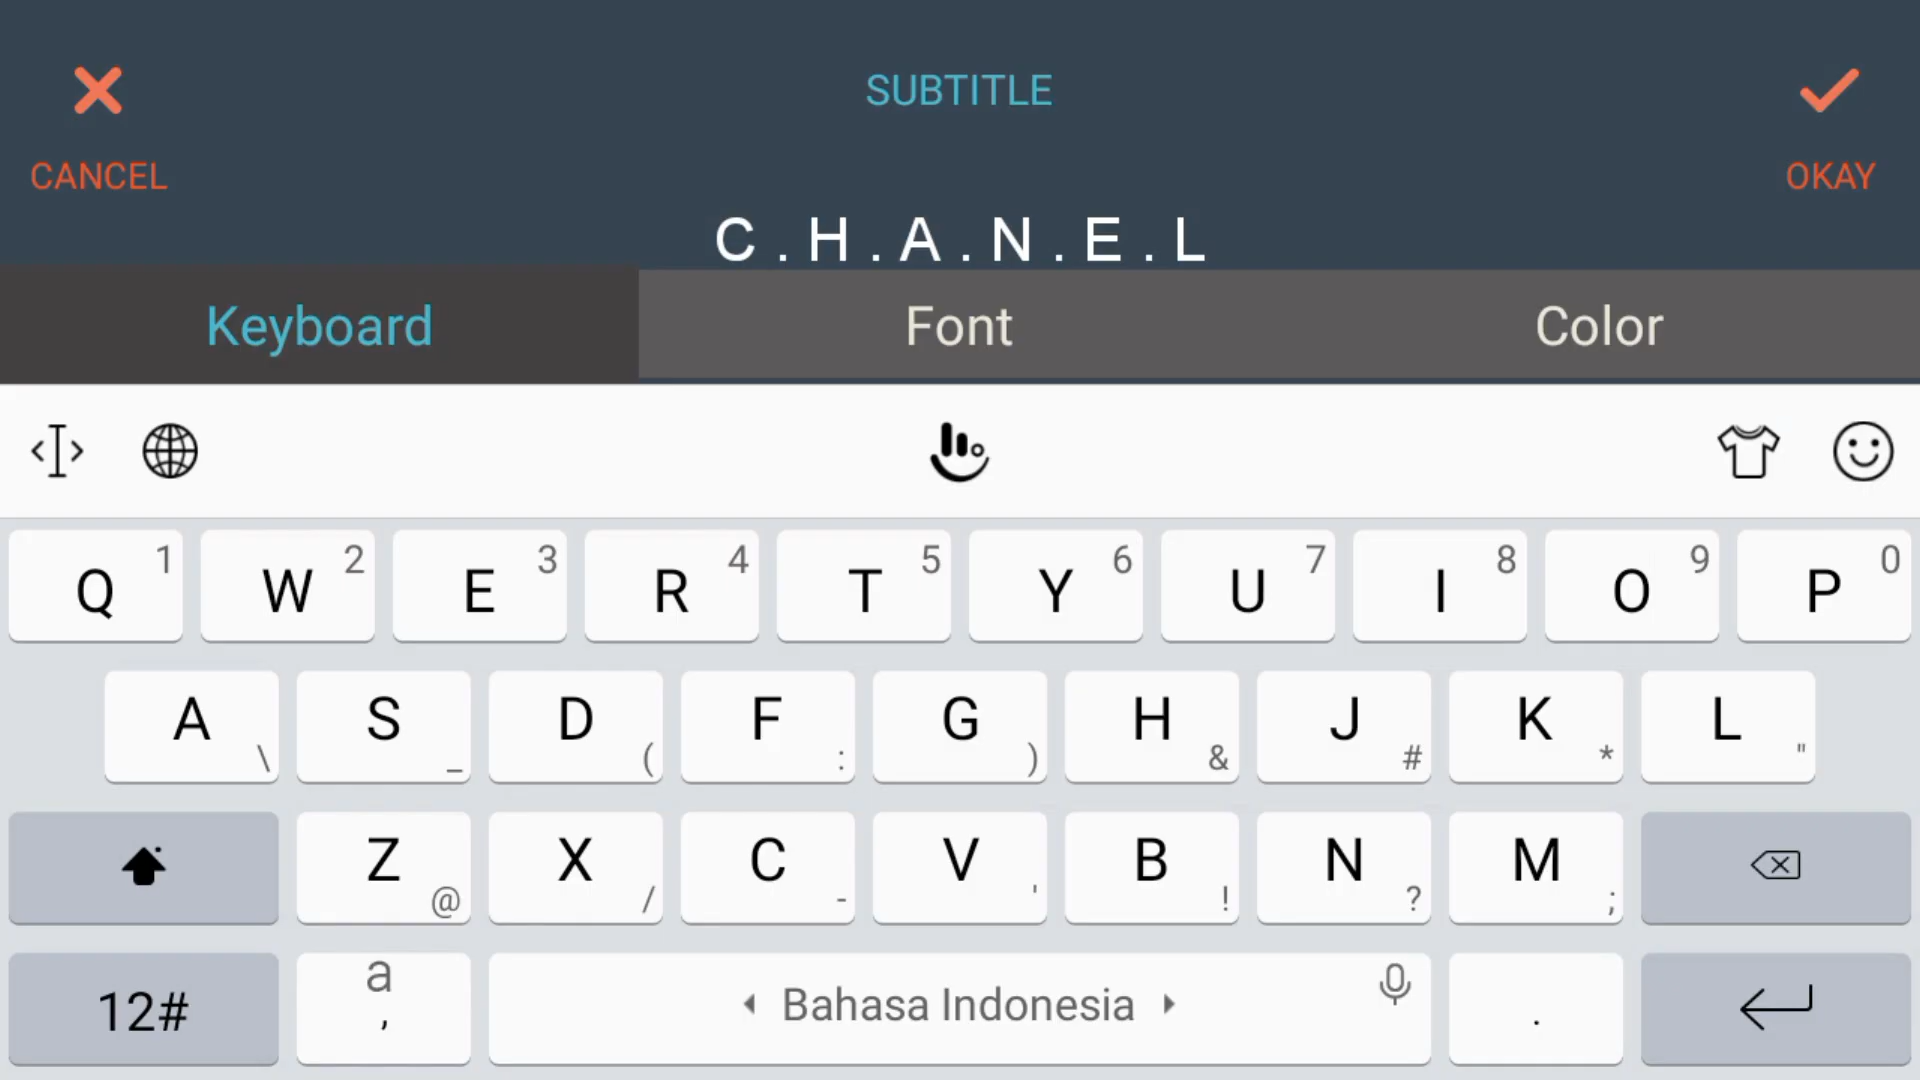 SUBTITLE
CANCEL
OKAY
C . H . A . N . E . L
Keyboard Font Color
Q 1 W 2 E 3 R 4 T 5 Y 6 U 7 I 8 O 9 P 0
A \ S _ D ( F : G ) H & J # K * L "
Z @ X / C - V ' B ! N ? M ;
12# a , Bahasa Indonesia .